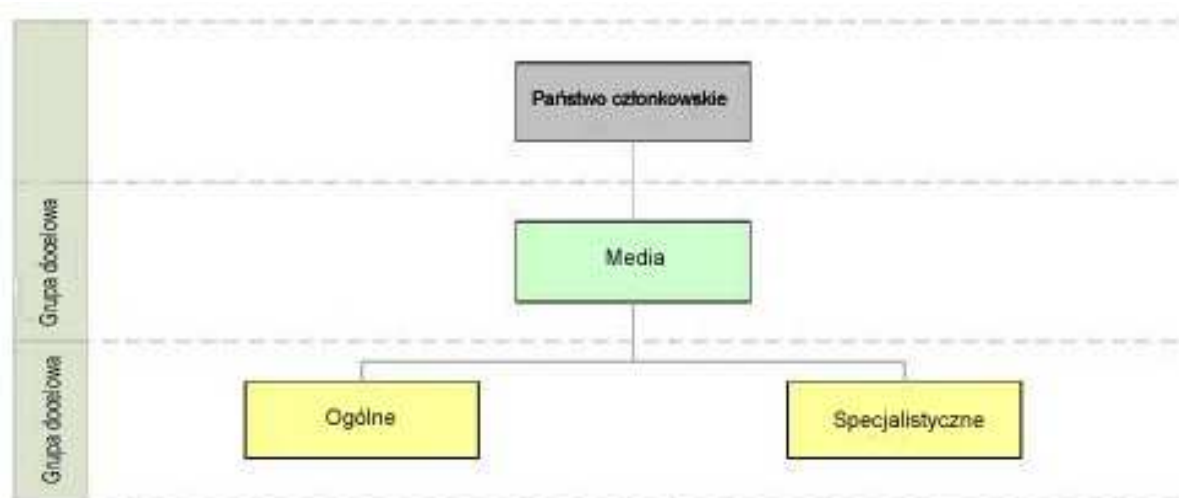 Państwo członkowskie
Grupa docelowa
Media
Grupa docelowa
Ogólne
Specjalistyczne